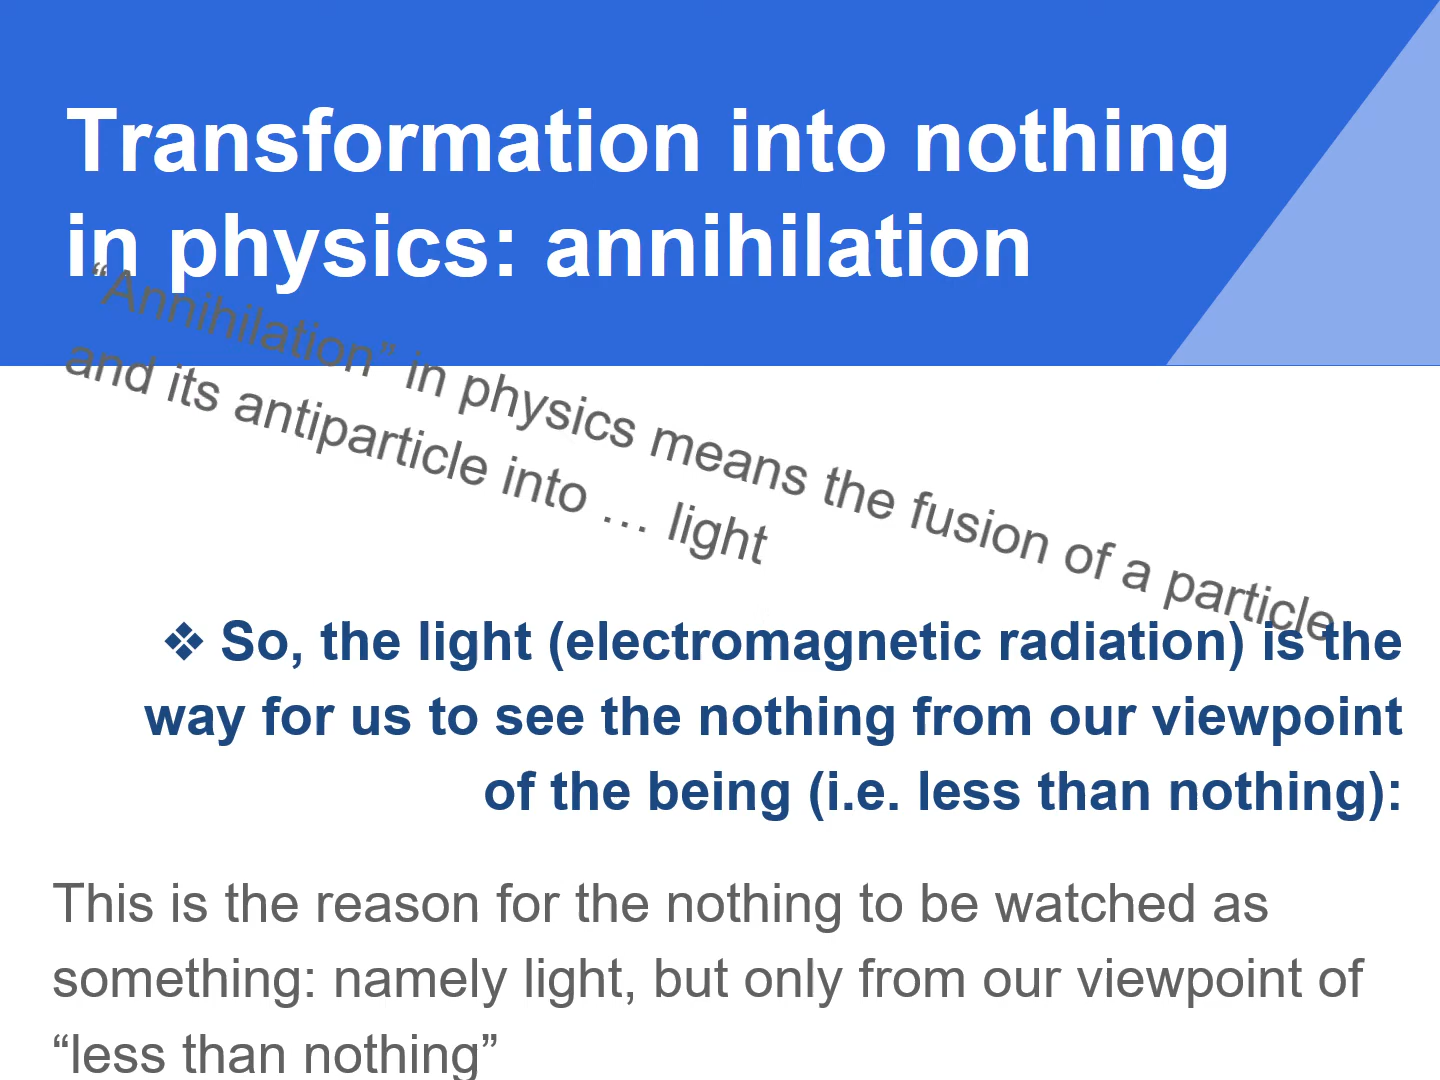 Transformation into nothing
in physics: annihilation
“Annihilation” in physics means the fusion of a particle
and its antiparticle into … light
❖ So, the light (electromagnetic radiation) is the
way for us to see the nothing from our viewpoint
of the being (i.e. less than nothing):
This is the reason for the nothing to be watched as
something: namely light, but only from our viewpoint of
“less than nothing”